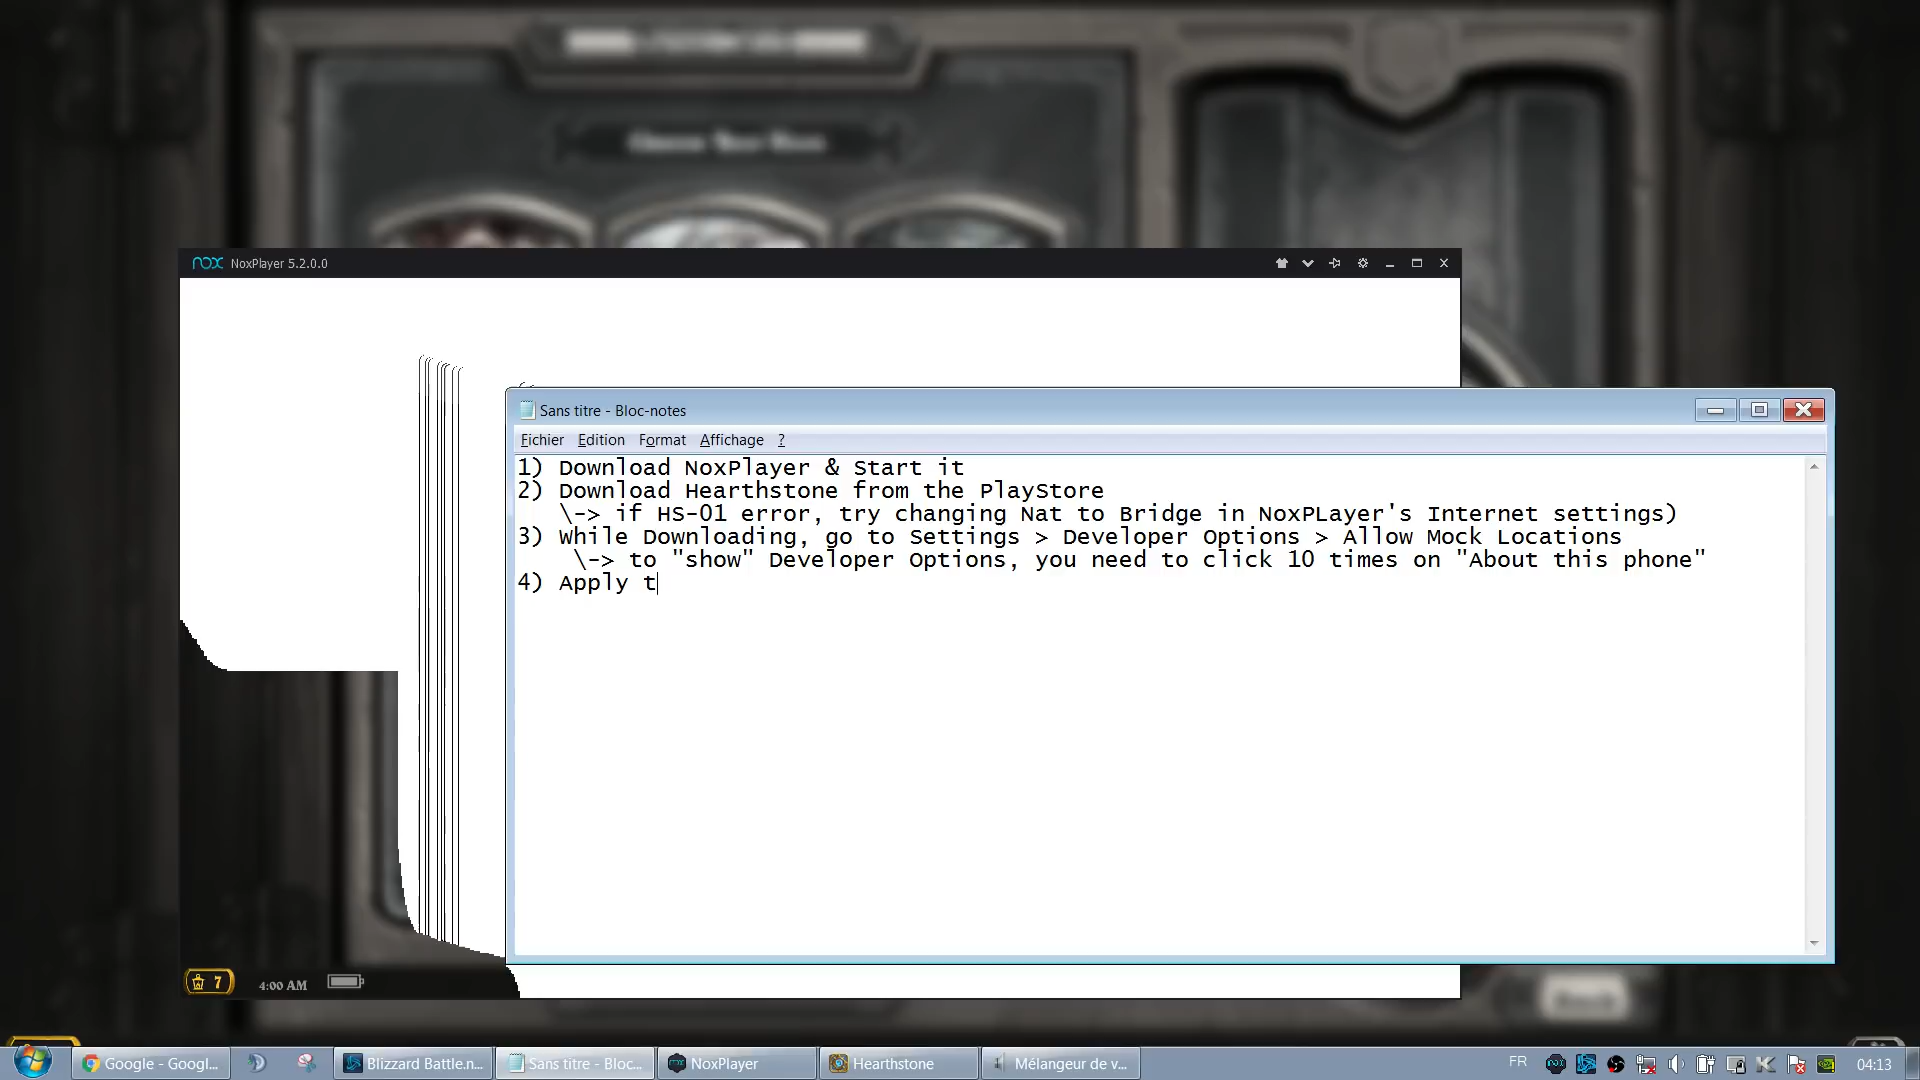 nox NoxPlayer 5.2.0.0
Sans titre - Bloc-notes
Fichier Edition Format Affichage ?
1) Download NoxPlayer & Start it
2) Download Hearthstone from the PlayStore
\-> if HS-01 error, try changing Nat to Bridge in NoxPLayer's Internet settings)
3) While Downloading, go to Settings > Developer Options > Allow Mock Locations
\-> to "show" Developer Options, you need to click 10 times on "About this phone"
4) Apply t
7 4:00 AM
Google - Googl... Blizzard Battle.n... Sans titre - Bloc... NoxPlayer Hearthstone Mélangeur de v... FR 04:13